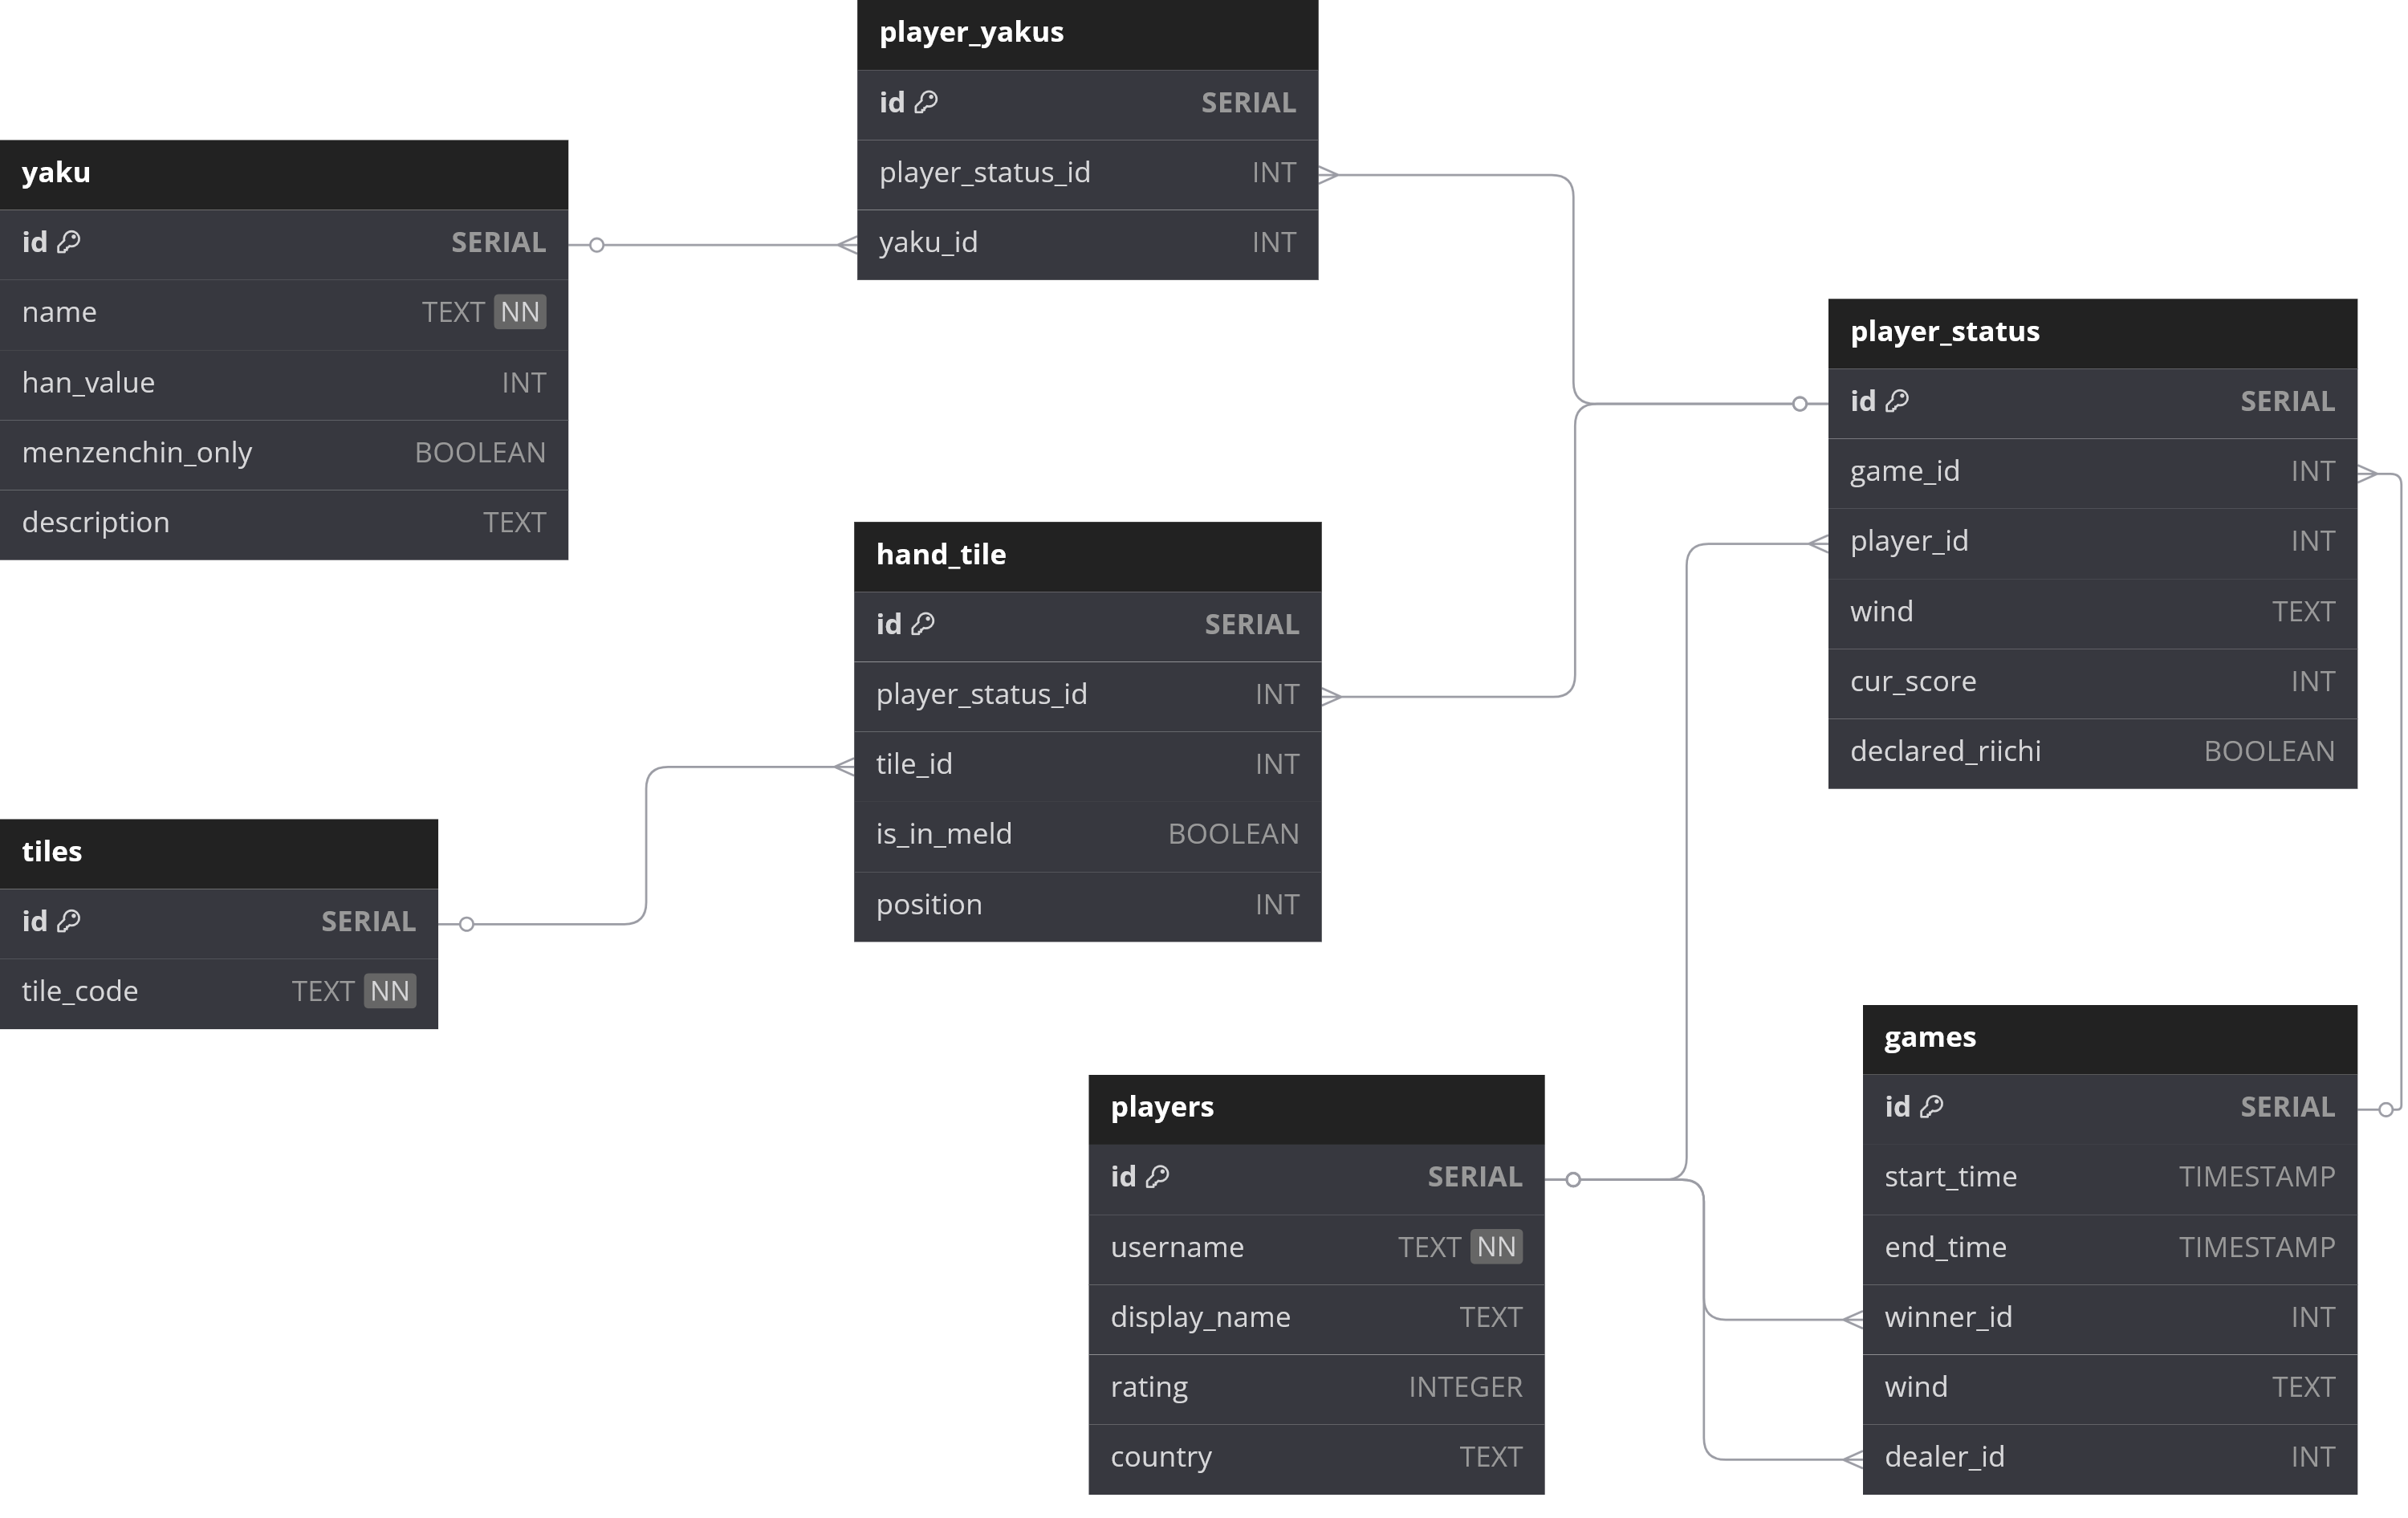 player_yakus
id SERIAL
player_status_id INT
yaku_id INT
yaku
id SERIAL
name TEXT NN
han_value INT
menzenchin_only BOOLEAN
description TEXT
player_status
id SERIAL
game_id INT
player_id INT
wind TEXT
cur_score INT
declared_riichi BOOLEAN
hand_tile
id SERIAL
player_status_id INT
tile_id INT
is_in_meld BOOLEAN
position INT
tiles
id SERIAL
tile_code TEXT NN
players
id SERIAL
username TEXT NN
display_name TEXT
rating INTEGER
country TEXT
games
id SERIAL
start_time TIMESTAMP
end_time TIMESTAMP
winner_id INT
wind TEXT
dealer_id INT